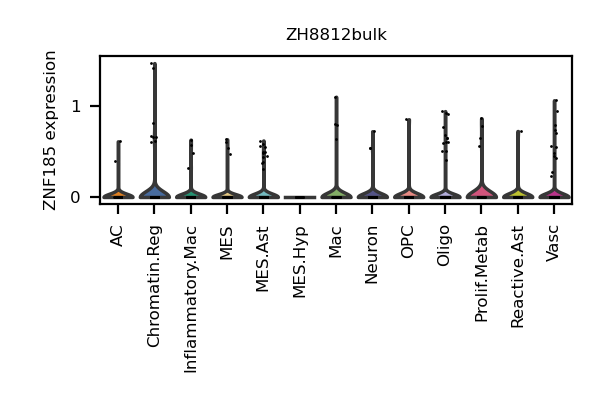 ZH8812bulk
ZNF185 expression
1
0
AC
Chromatin.Reg
Inflammatory.Mac
MES
MES.Ast
MES.Hyp
Mac
Neuron
OPC
Oligo
Prolif.Metab
Reactive.Ast
Vasc